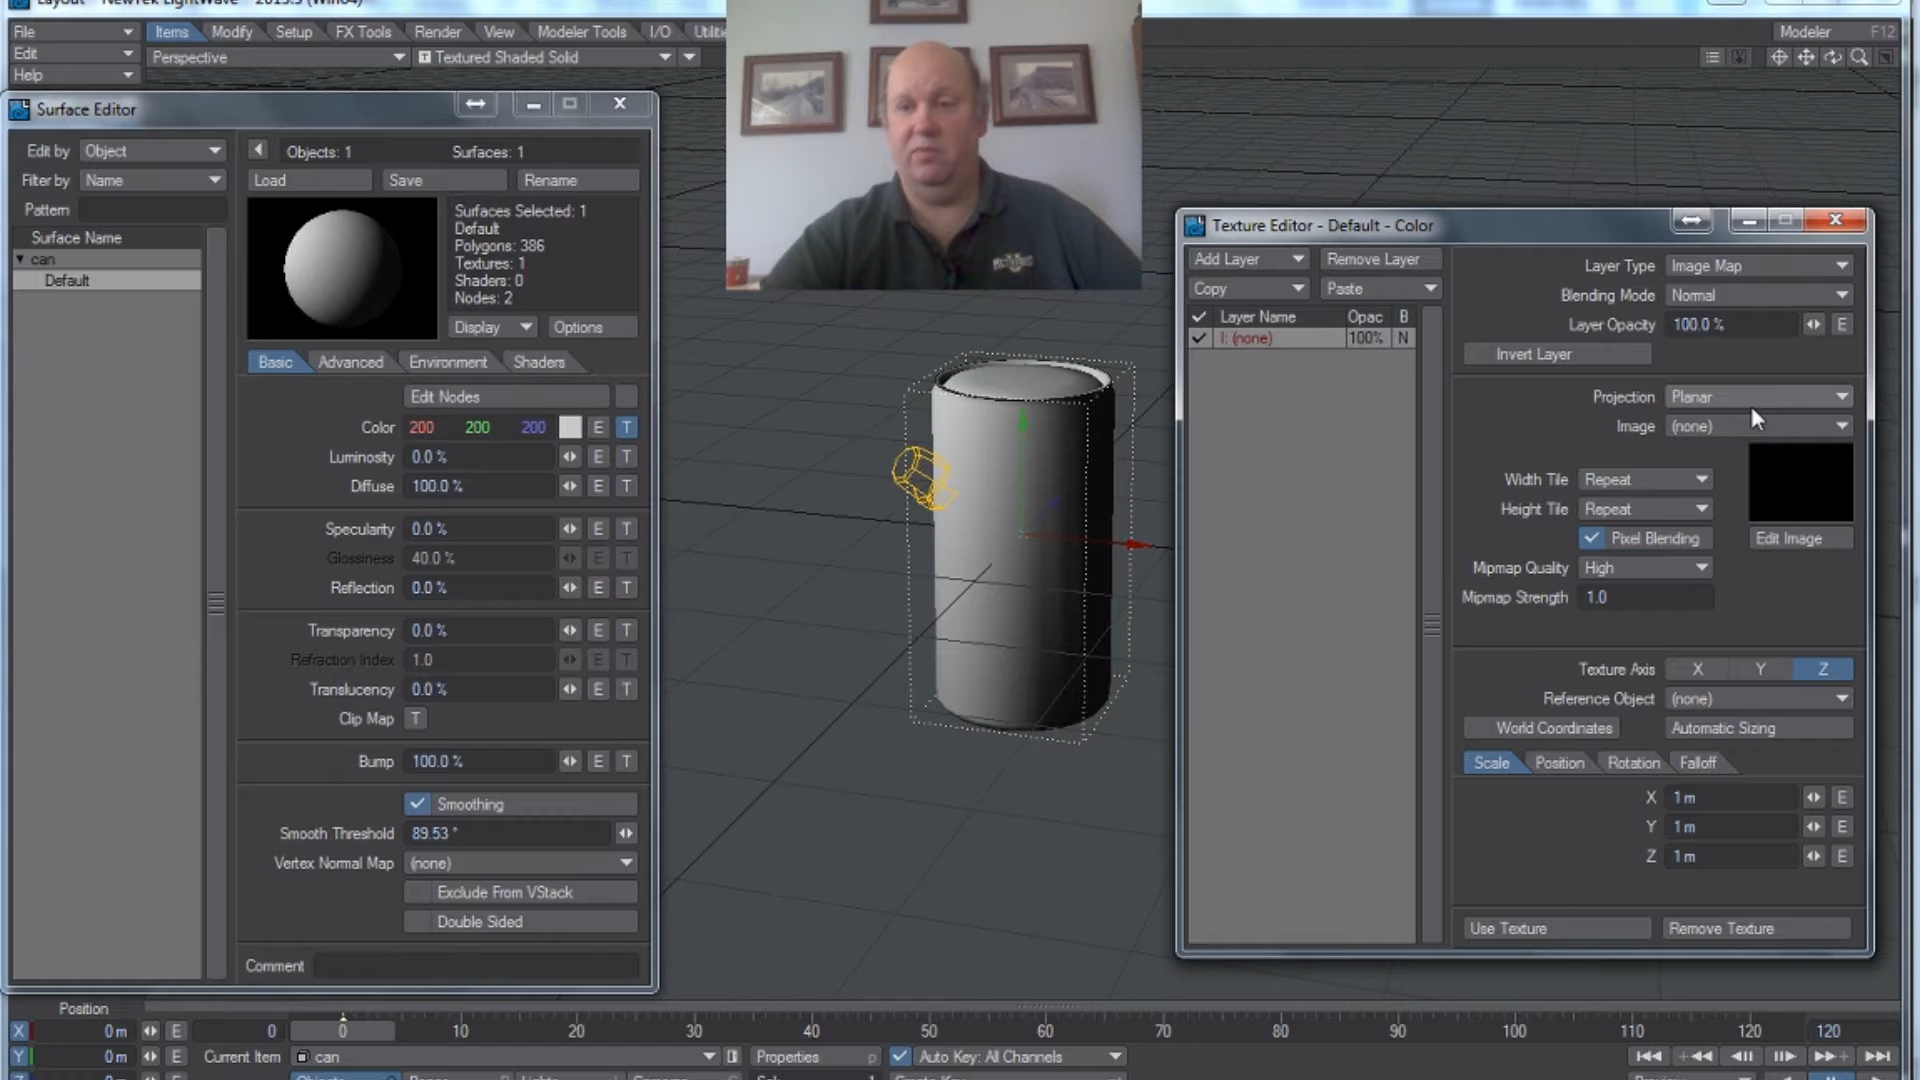 Layout - NewTek LightWave - 2015.3 (Win64)
File Items Modify Setup FX Tools Render View Modeler Tools I/O Modeler F12
Edit Perspective Textured Shaded Solid
Help
Surface Editor
Edit by Object Objects: 1 Surfaces: 1
Filter by Name Load Save Rename
Pattern Surfaces Selected: 1
Surface Name Default
can Polygons: 386
Default Textures: 1
Shaders: 0
Nodes: 2
Display Options
Basic Advanced Environment Shaders
Edit Nodes
Color 200 200 200 E T
Luminosity 0.0 % E T
Diffuse 100.0 % E T
Specularity 0.0 % E T
Glossiness 40.0 % E T
Reflection 0.0 % E T
Transparency 0.0 % E T
Refraction Index 1.0 E T
Translucency 0.0 % E T
Clip Map T
Bump 100.0 % E T
Smoothing
Smooth Threshold 89.53 °
Vertex Normal Map (none)
Exclude From VStack
Double Sided
Comment
Texture Editor - Default - Color
Add Layer Remove Layer Layer Type Image Map
Copy Paste Blending Mode Normal
Layer Name Opac B Layer Opacity 100.0 % E
I: (none) 100% N
Invert Layer
Projection Planar
Image (none)
Width Tile Repeat
Height Tile Repeat
Pixel Blending Edit Image
Mipmap Quality High
Mipmap Strength 1.0
Texture Axis X Y Z
Reference Object (none)
World Coordinates Automatic Sizing
Scale Position Rotation Falloff
X 1 m E
Y 1 m E
Z 1 m E
Use Texture Remove Texture
Position
X 0 m E 0 0 10 20 30 40 50 60 70 80 90 100 110 120 120
Y 0 m E Current Item can Properties p Auto Key: All Channels